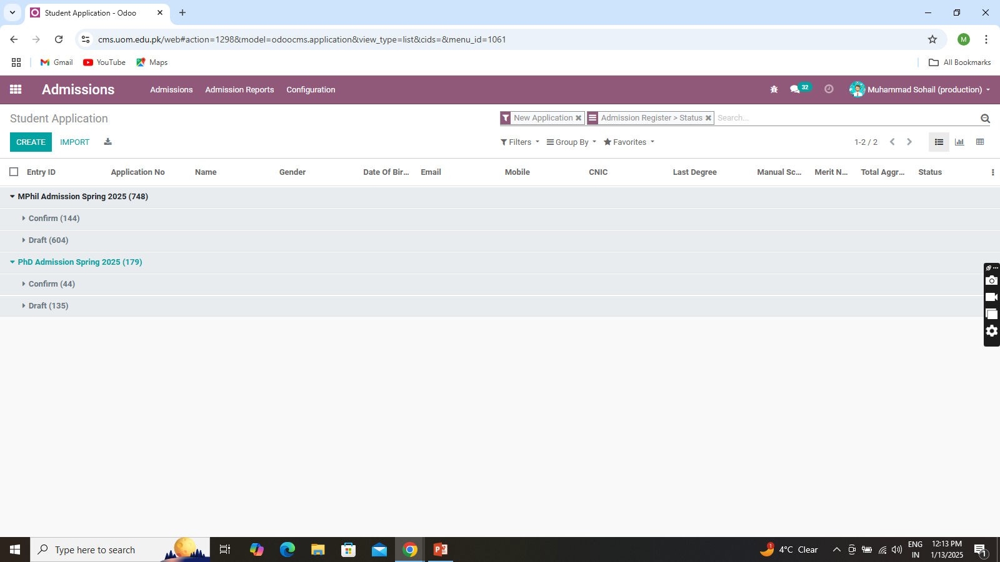 Student Application - Odoo
cms.uom.edu.pk/web#action=1298&model=odoocms.application&view_type=list&cids=&menu_id=1061
M
Gmail
YouTube
Maps
All Bookmarks
Admissions
Admissions
Admission Reports
Configuration
32
Muhammad Sohail (production)
Student Application
New Application
Admission Register > Status
Search...
CREATE
IMPORT
Filters
Group By
Favorites
1-2 / 2
Entry ID
Application No
Name
Gender
Date Of Bir...
Email
Mobile
CNIC
Last Degree
Manual Sc...
Merit N...
Total Aggr...
Status
MPhil Admission Spring 2025 (748)
Confirm (144)
Draft (604)
PhD Admission Spring 2025 (179)
Confirm (44)
Draft (135)
Type here to search
1
4°C Clear
ENG
IN
12:13 PM
1/13/2025
1